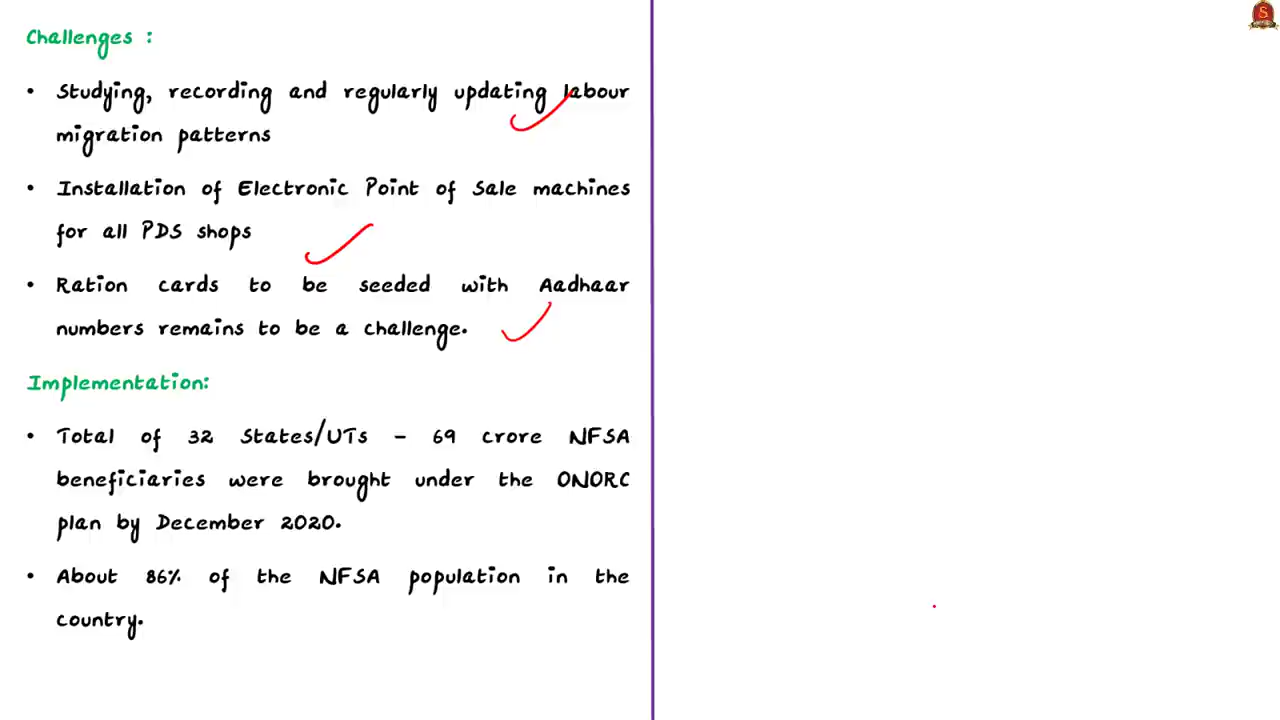 Challenges :
• Studying, recording and regularly updating labour
migration patterns
• Installation of Electronic Point of Sale machines
for all PDS shops
• Ration cards to be seeded with Aadhaar
numbers remains to be a challenge.
Implementation:
• Total of 32 States/UTs - 69 crore NFSA
beneficiaries were brought under the ONORC
plan by December 2020.
• About 86% of the NFSA population in the
country.
S